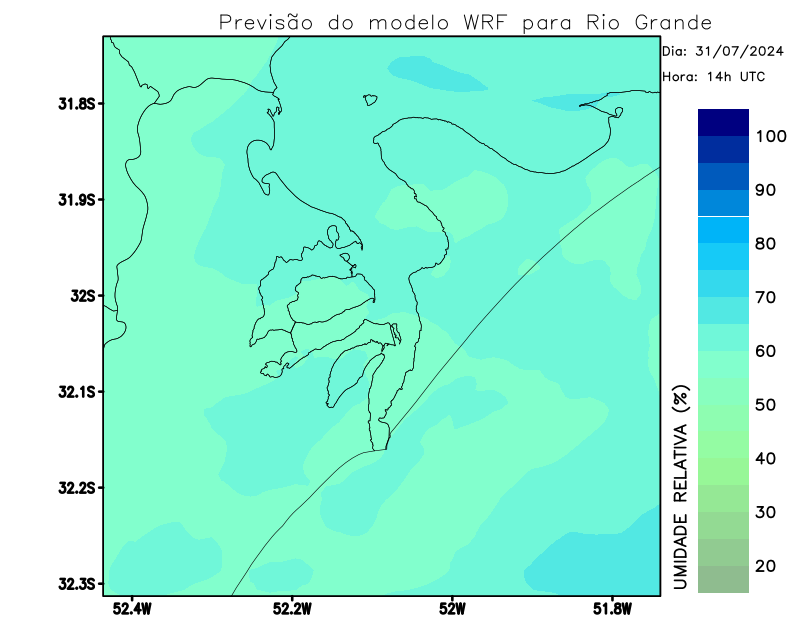 Previsão do modelo WRF para Rio Grande
Dia: 31/07/2024
Hora: 14h UTC
31.8S
31.9S
32S
32.1S
32.2S
32.3S
52.4W
52.2W
52W
51.8W
100
90
80
70
60
50
40
30
20
UMIDADE RELATIVA (%)